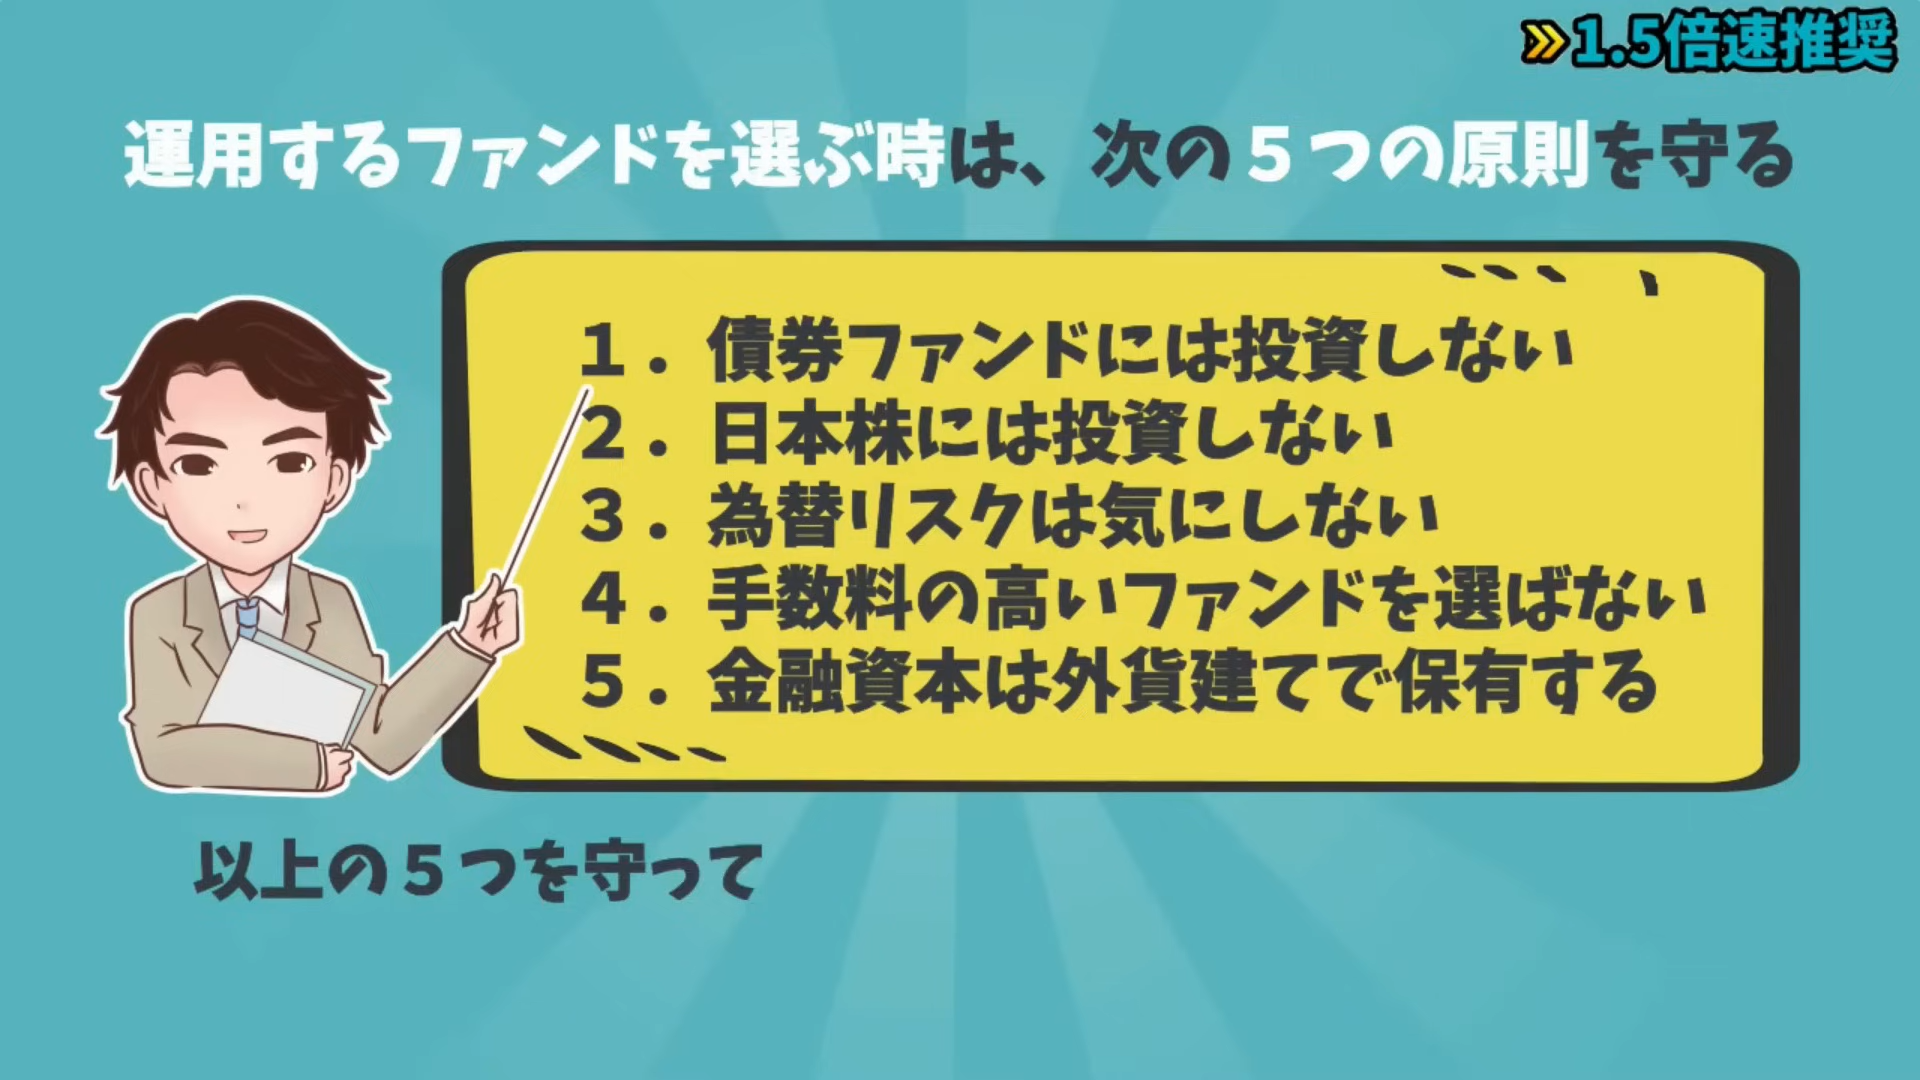 1.5倍速推奨
運用するファンドを選ぶ時は、次の５つの原則を守る
１．債券ファンドには投資しない
２．日本株には投資しない
３．為替リスクは気にしない
４．手数料の高いファンドを選ばない
５．金融資本は外貨建てで保有する
以上の５つを守って